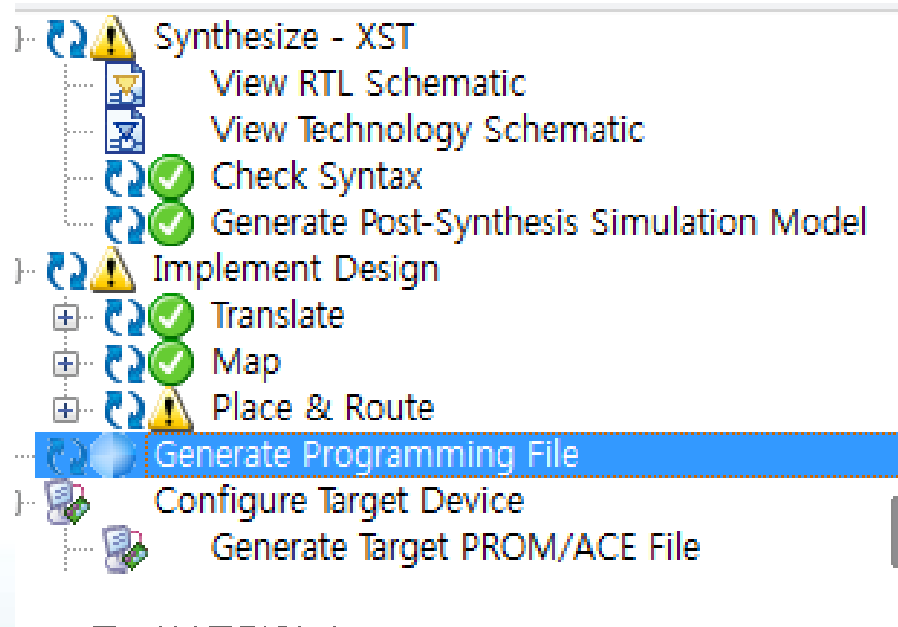 Synthesize - XST
View RTL Schematic
View Technology Schematic
Check Syntax
Generate Post-Synthesis Simulation Model
Implement Design
Translate
Map
Place & Route
Generate Programming File
Configure Target Device
Generate Target PROM/ACE File